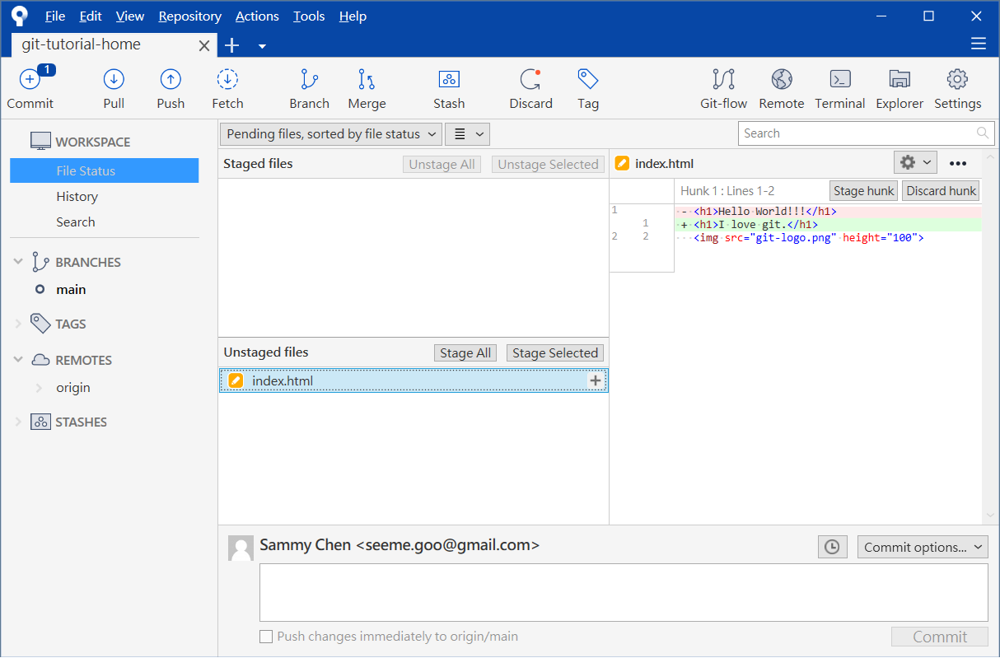 File Edit View Repository Actions Tools Help
git-tutorial-home
1
Commit Pull Push Fetch Branch Merge Stash Discard Tag Git-flow Remote Terminal Explorer Settings
WORKSPACE
File Status
History
Search
BRANCHES
main
TAGS
REMOTES
origin
STASHES
Pending files, sorted by file status
Search
Staged files Unstage All Unstage Selected
Unstaged files Stage All Stage Selected
index.html
index.html
Hunk 1 : Lines 1-2 Stage hunk Discard hunk
1 - <h1>Hello World!!!</h1>
1 + <h1>I love git.</h1>
2 2 <img src="git-logo.png" height="100">
Sammy Chen <seeme.goo@gmail.com>
Commit options...
Push changes immediately to origin/main
Commit